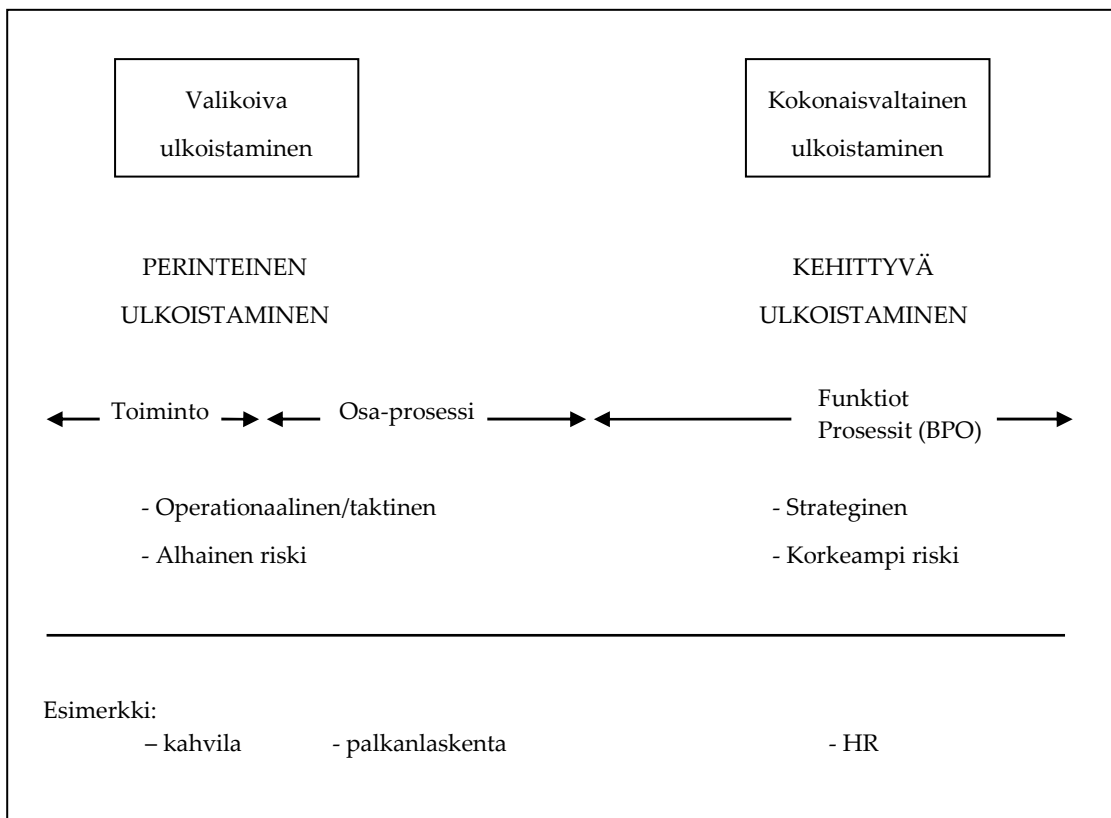 Valikoiva
ulkoistaminen
Kokonaisvaltainen
ulkoistaminen
PERINTEINEN
ULKOISTAMINEN
KEHITTYVÄ
ULKOISTAMINEN
Toiminto
Osa-prosessi
Funktiot
Prosessit (BPO)
- Operationaalinen/taktinen
- Alhainen riski
- Strateginen
- Korkeampi riski
Esimerkki:
– kahvila
- palkanlaskenta
- HR